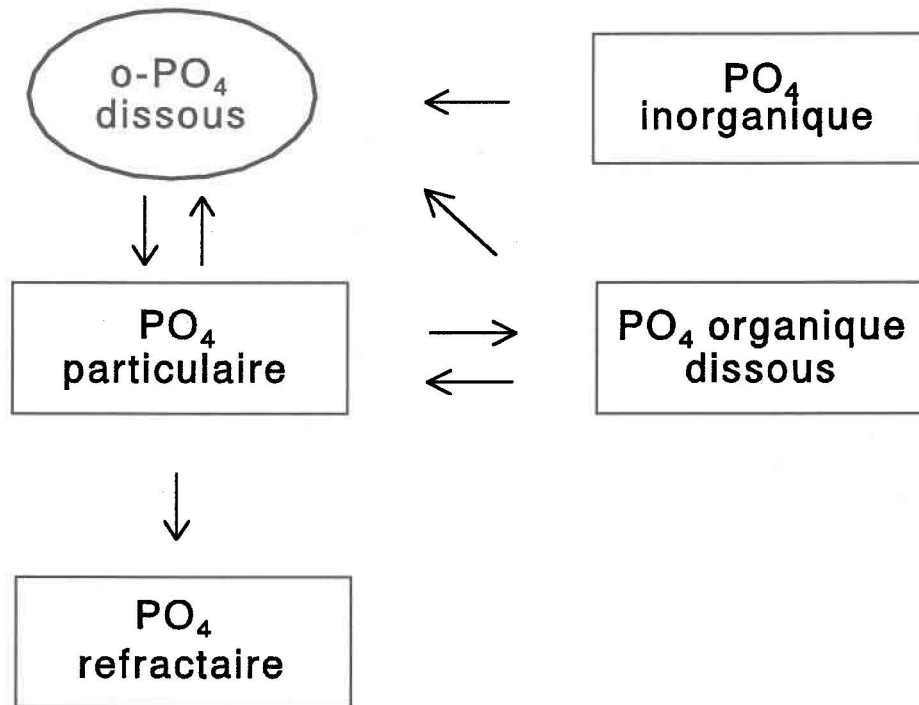 o-PO₄
dissous
PO₄
inorganique
PO₄
particulaire
PO₄ organique
dissous
PO₄
refractaire